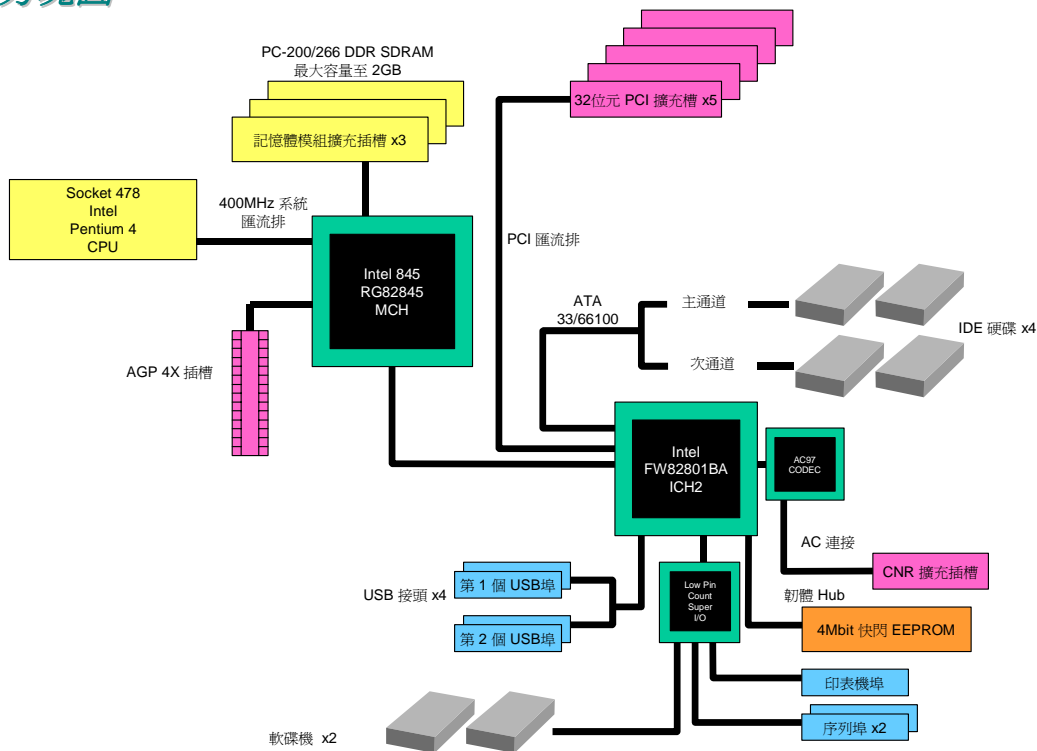 PC-200/266 DDR SDRAM
最大容量至 2GB
記憶體模組擴充插槽 x3
32位元 PCI 擴充槽 x5
Socket 478
Intel
Pentium 4
CPU
400MHz 系統
匯流排
Intel 845
RG82845
MCH
PCI 匯流排
AGP 4X 插槽
ATA
33/66100
主通道
次通道
IDE 硬碟 x4
Intel
FW82801BA
ICH2
AC97
CODEC
AC 連接
CNR 擴充插槽
USB 接頭 x4
第 1 個 USB埠
第 2 個 USB埠
Low Pin
Count
Super
I/O
韌體 Hub
4Mbit 快閃 EEPROM
印表機埠
序列埠 x2
軟碟機 x2